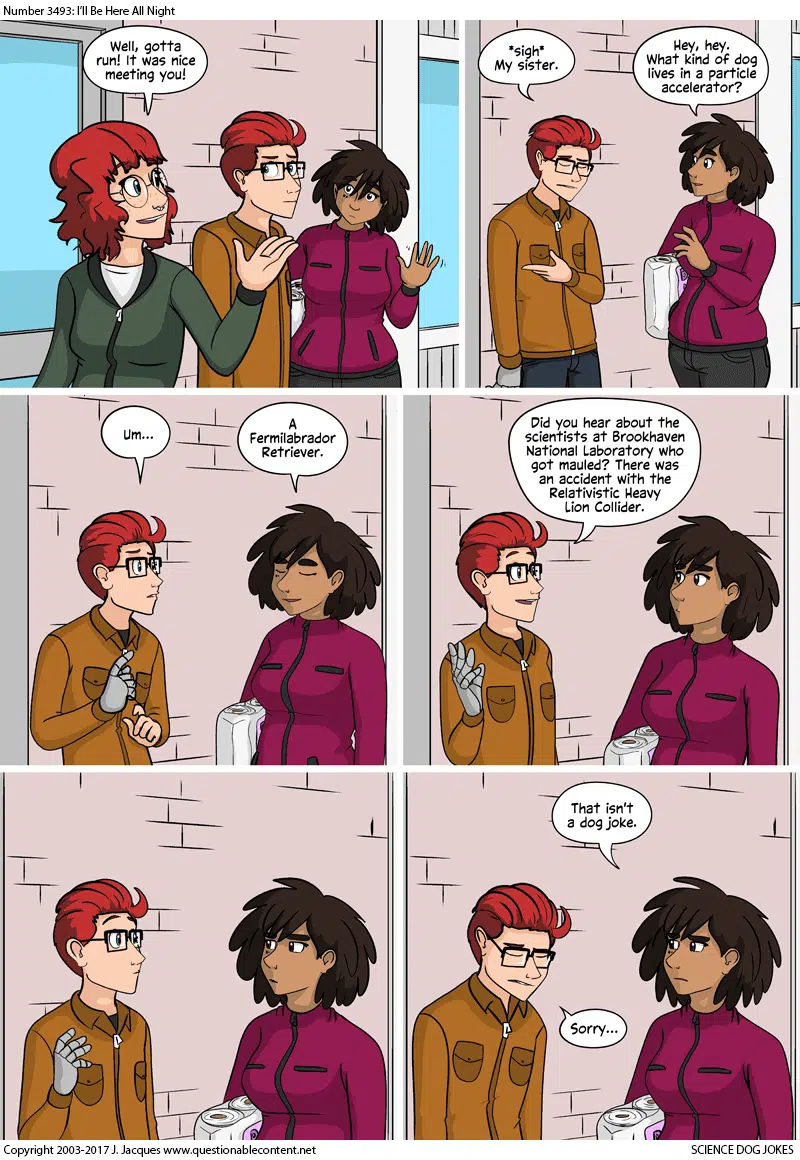 Number 3493: I'll Be Here All Night
Well, gotta
run! It was nice
meeting you!
*sigh*
My sister.
Hey, hey.
What kind of dog
lives in a particle
accelerator?
Um...
A
Fermilabrador
Retriever.
Did you hear about the
scientists at Brookhaven
National Laboratory who
got mauled? There was
an accident with the
Relativistic Heavy
Lion Collider.
That isn't
a dog joke.
Sorry...
Copyright 2003-2017 J. Jacques www.questionablecontent.net
SCIENCE DOG JOKES